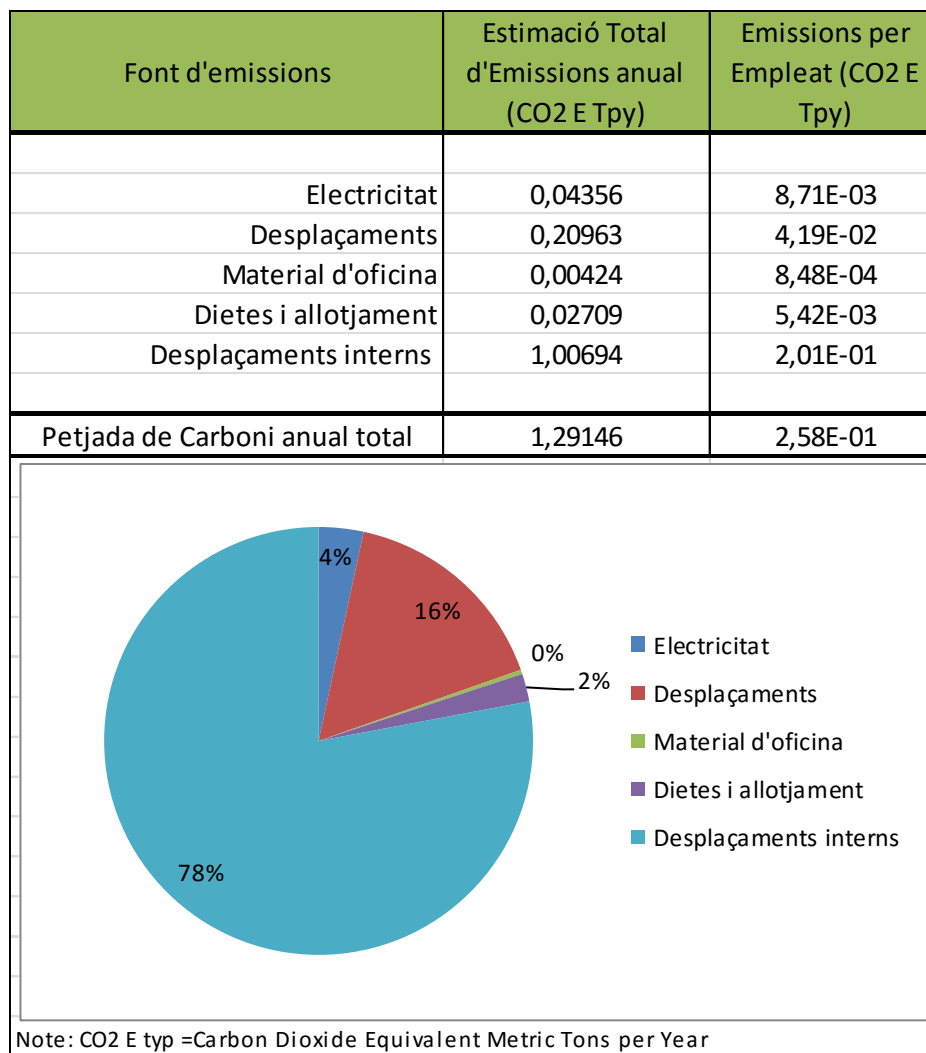 Font d'emissions
Estimació Total
d'Emissions anual
(CO2 E Tpy)
Emissions per
Empleat (CO2 E
Tpy)
Electricitat 0,04356 8,71E-03
Desplaçaments 0,20963 4,19E-02
Material d'oficina 0,00424 8,48E-04
Dietes i allotjament 0,02709 5,42E-03
Desplaçaments interns 1,00694 2,01E-01
Petjada de Carboni anual total 1,29146 2,58E-01
4%
16%
0%
2%
78%
Electricitat
Desplaçaments
Material d'oficina
Dietes i allotjament
Desplaçaments interns
Note: CO2 E typ =Carbon Dioxide Equivalent Metric Tons per Year